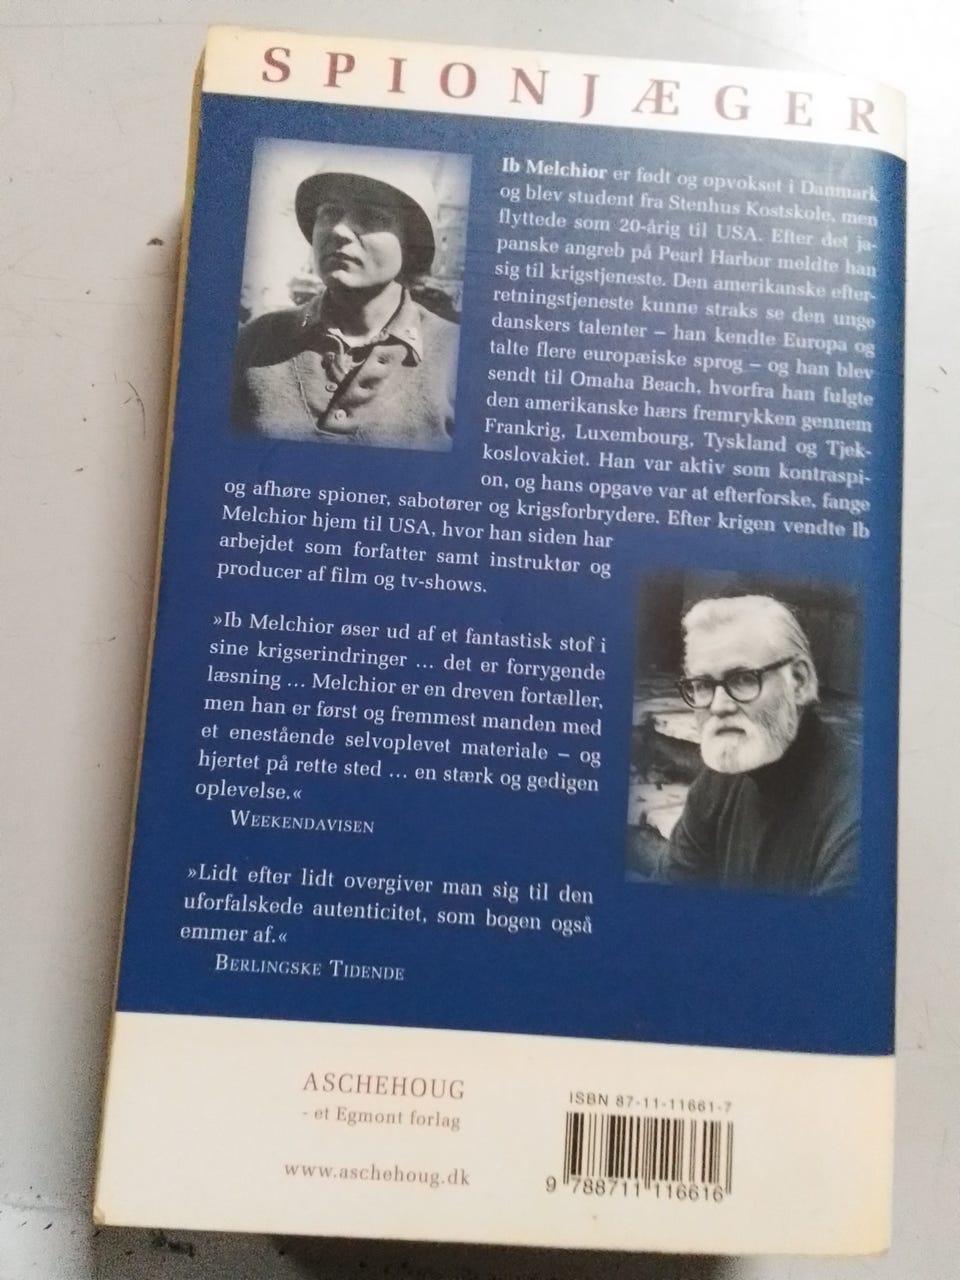 SPIONJÆGER
Ib Melchior er født og opvokset i Danmark
og blev student fra Stenhus Kostskole, men
flyttede som 20-årig til USA. Efter det ja-
panske angreb på Pearl Harbor meldte han
sig til krigstjeneste. Den amerikanske efter-
retningstjeneste kunne straks se den unge
danskers talenter – han kendte Europa og
talte flere europæiske sprog – og han blev
sendt til Omaha Beach, hvorfra han fulgte
den amerikanske hærs fremrykken gennem
Frankrig, Luxembourg, Tyskland og Tjek-
koslovakiet. Han var aktiv som kontraspi-
on, og hans opgave var at efterforske, fange
og afhøre spioner, sabotører og krigsforbrydere. Efter krigen vendte Ib
Melchior hjem til USA, hvor han siden har
arbejdet som forfatter samt instruktør og
producer af film og tv-shows.
»Ib Melchior øser ud af et fantastisk stof i
sine krigserindringer ... det er forrygende
læsning ... Melchior er en dreven fortæller,
men han er først og fremmest manden med
et enestående selvoplevet materiale – og
hjertet på rette sted ... en stærk og gedigen
oplevelse.«
WEEKENDAVISEN
»Lidt efter lidt overgiver man sig til den
uforfalskede autenticitet, som bogen også
emmer af.«
BERLINGSKE TIDENDE
ASCHEHOUG
- et Egmont forlag
www.aschehoug.dk
ISBN 87-11-11661-7
9 788711 116616